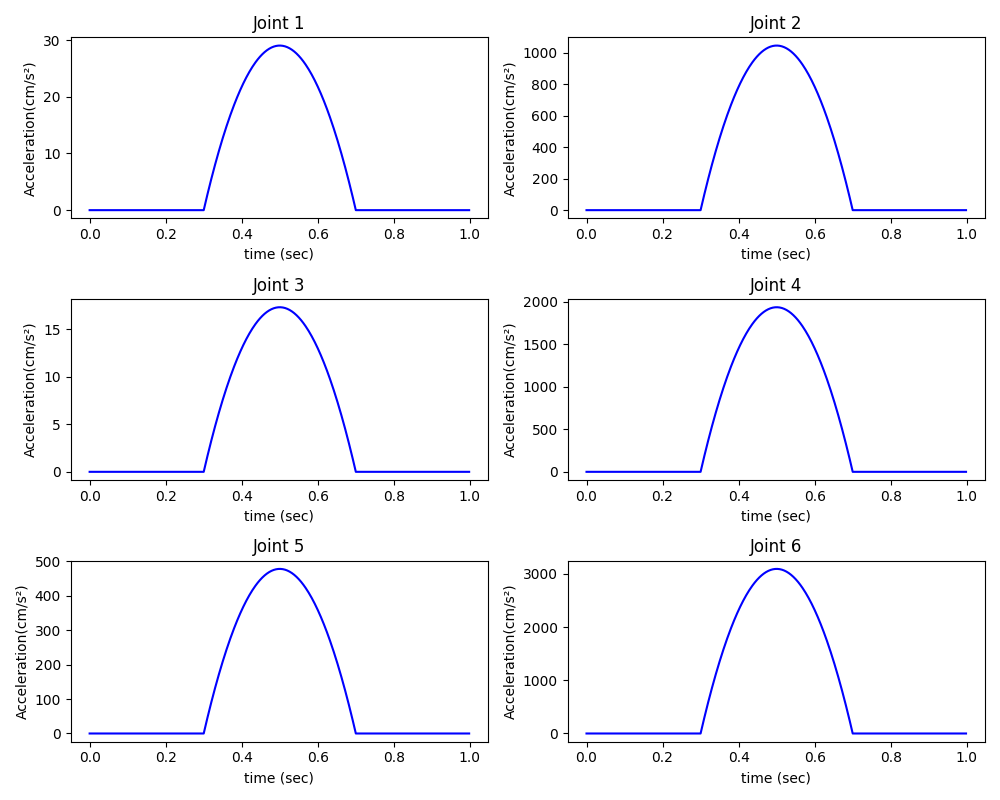 Joint 1
Acceleration(cm/s²)
30
20
10
0
0.0 0.2 0.4 0.6 0.8 1.0
time (sec)
Joint 2
Acceleration(cm/s²)
1000
800
600
400
200
0
0.0 0.2 0.4 0.6 0.8 1.0
time (sec)
Joint 3
Acceleration(cm/s²)
15
10
5
0
0.0 0.2 0.4 0.6 0.8 1.0
time (sec)
Joint 4
Acceleration(cm/s²)
2000
1500
1000
500
0
0.0 0.2 0.4 0.6 0.8 1.0
time (sec)
Joint 5
Acceleration(cm/s²)
500
400
300
200
100
0
0.0 0.2 0.4 0.6 0.8 1.0
time (sec)
Joint 6
Acceleration(cm/s²)
3000
2000
1000
0
0.0 0.2 0.4 0.6 0.8 1.0
time (sec)